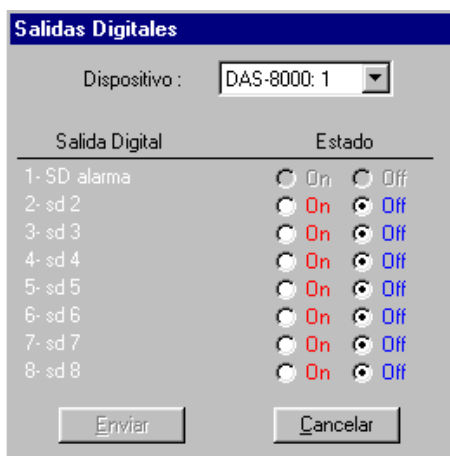 Salidas Digitales
Dispositivo : DAS-8000: 1
Salida Digital Estado
1- SD alarma On Off
2- sd 2 On Off
3- sd 3 On Off
4- sd 4 On Off
5- sd 5 On Off
6- sd 6 On Off
7- sd 7 On Off
8- sd 8 On Off
Enviar Cancelar